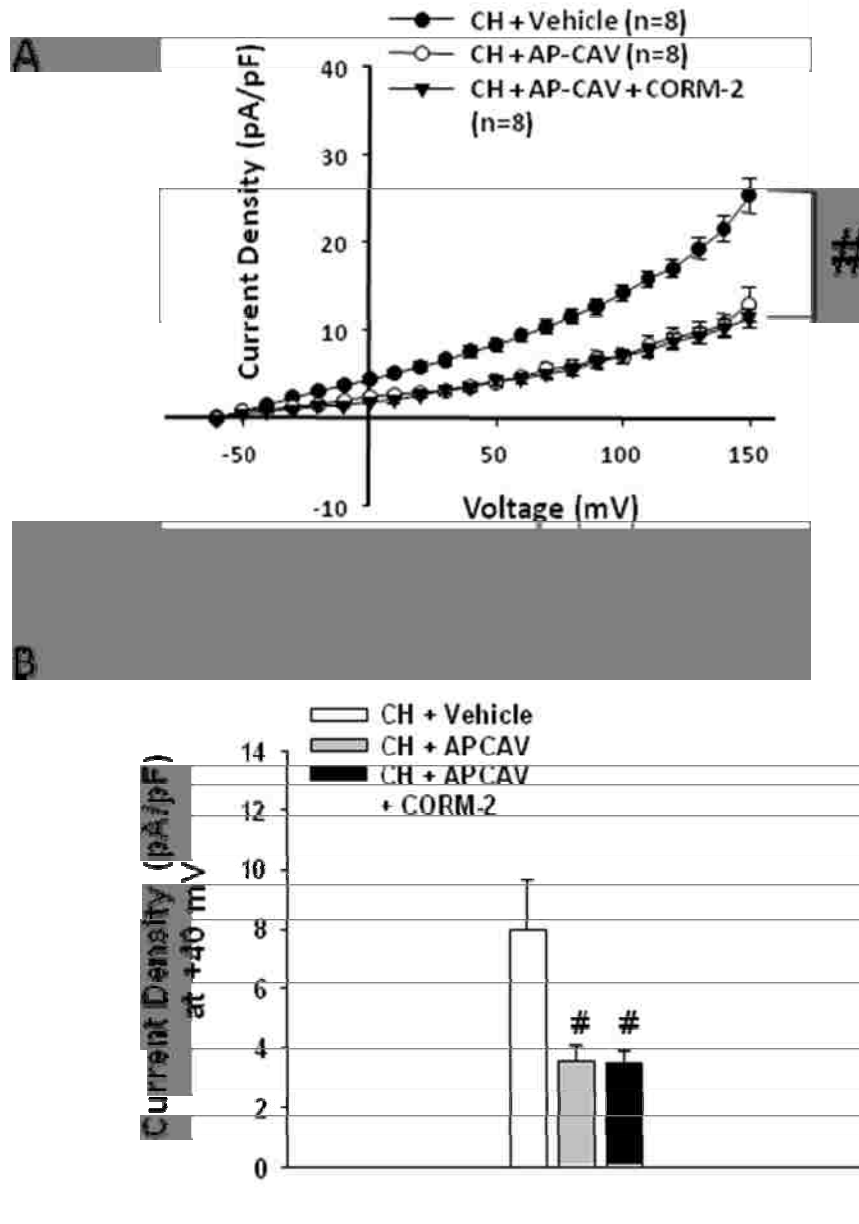 A
CH + Vehicle (n=8)
CH + AP-CAV (n=8)
CH + AP-CAV + CORM-2
(n=8)
Current Density (pA/pF)
40
30
20
10
-10
-50
50
100
150
Voltage (mV)
#
B
CH + Vehicle
CH + APCAV
CH + APCAV
+ CORM-2
Current Density (pA/pF)
at +40 mV
14
12
10
8
6
4
2
0
# #